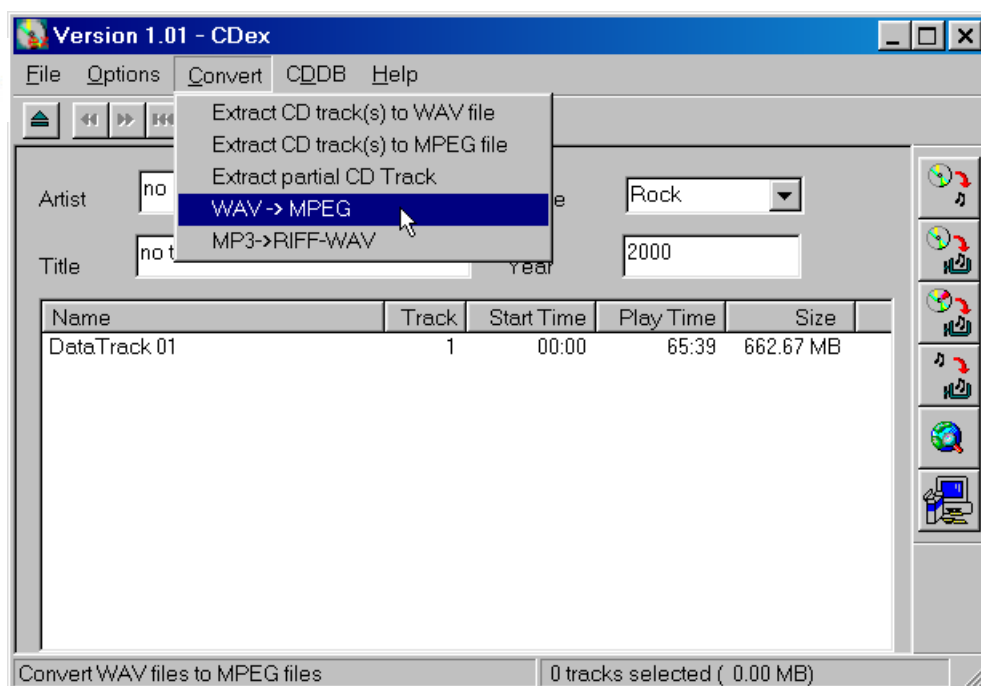 Version 1.01 - CDex
File Options Convert CDDB Help
Extract CD track(s) to WAV file
Extract CD track(s) to MPEG file
Extract partial CD Track
WAV -> MPEG
MP3->RIFF-WAV
Artist no Rock
Title no Year 2000
Name Track Start Time Play Time Size
DataTrack 01 1 00:00 65:39 662.67 MB
Convert WAV files to MPEG files 0 tracks selected ( 0.00 MB)